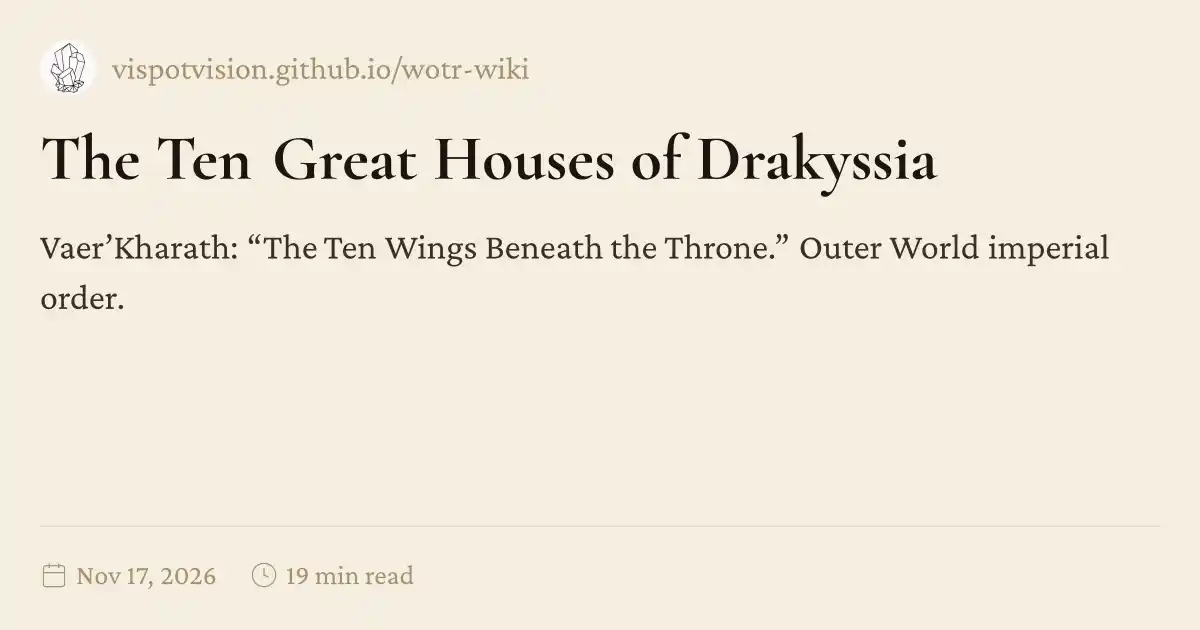 vispotvision.github.io/wotr-wiki
The Ten Great Houses of Drakyssia
Vaer’Kharath: “The Ten Wings Beneath the Throne.” Outer World imperial
order.
Nov 17, 2026
19 min read